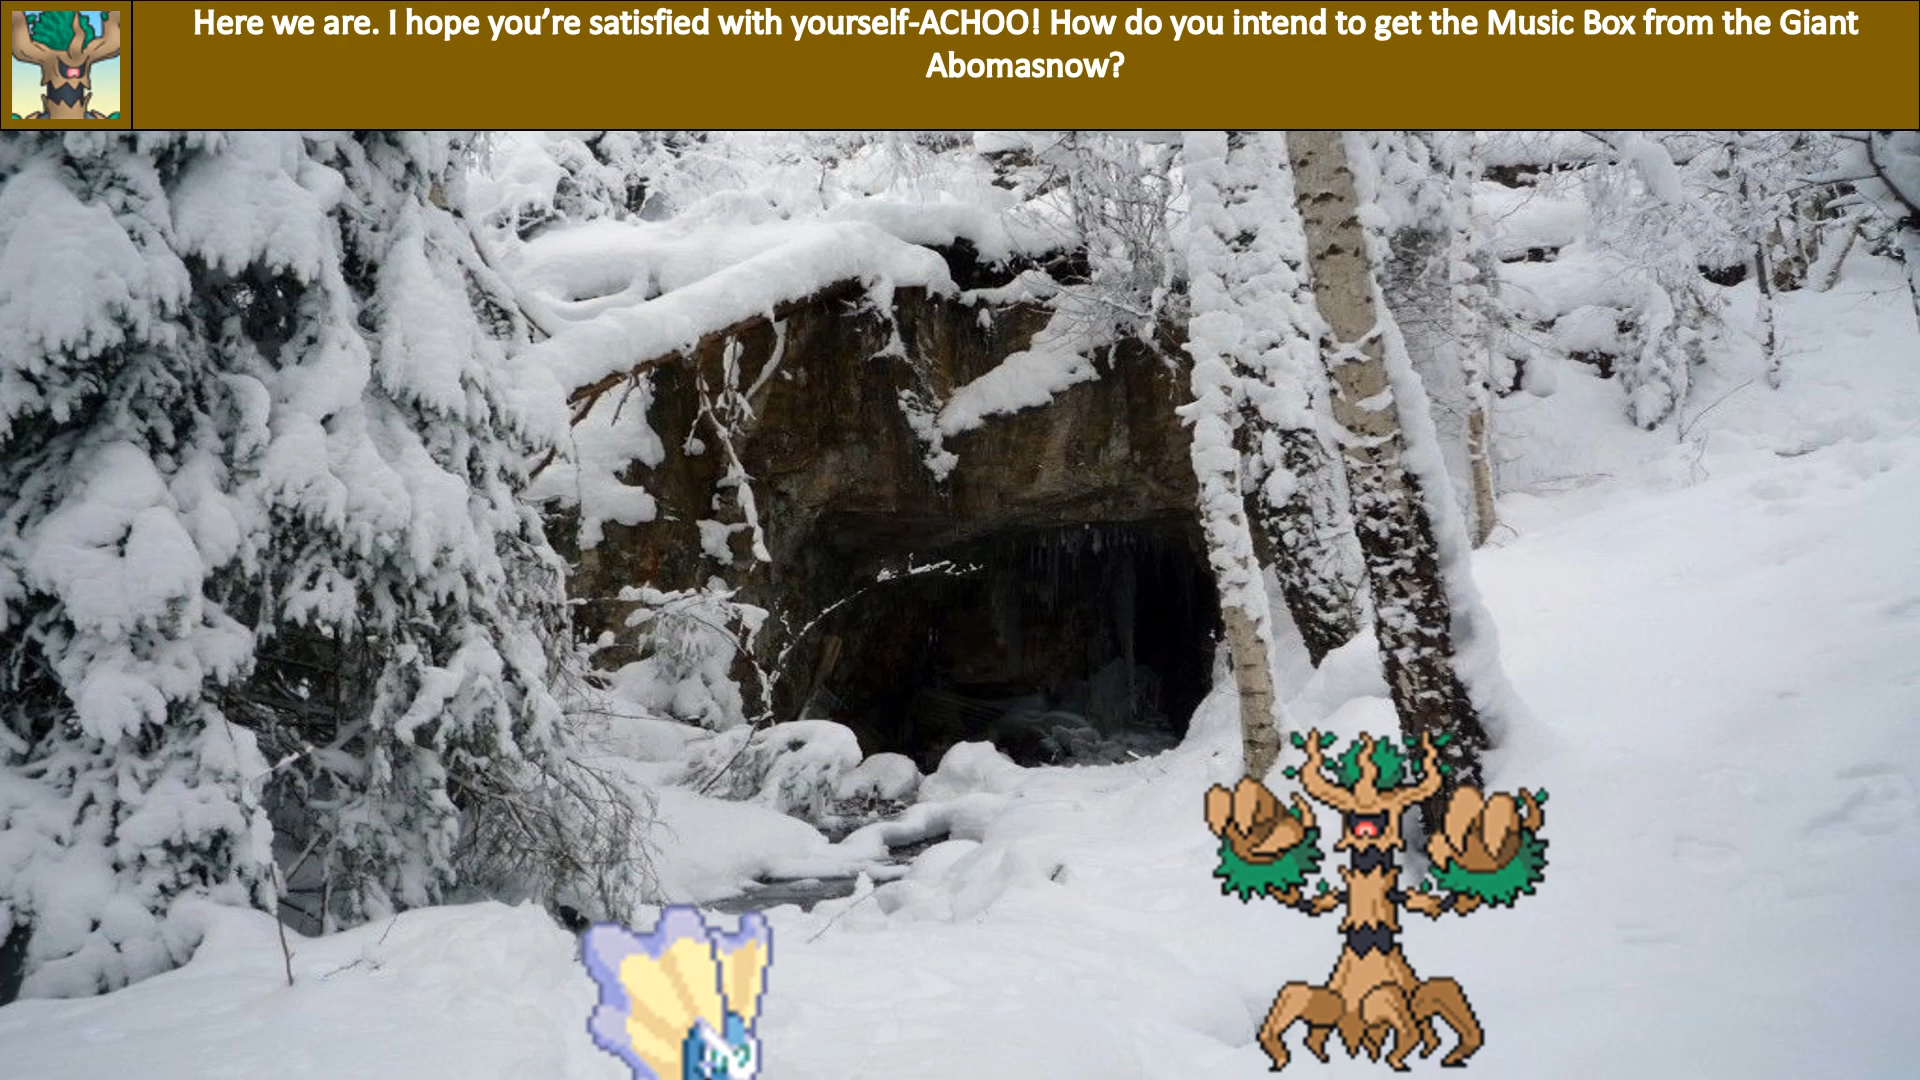 Here we are. I hope you’re satisfied with yourself-ACHOO! How do you intend to get the Music Box from the Giant
Abomasnow?